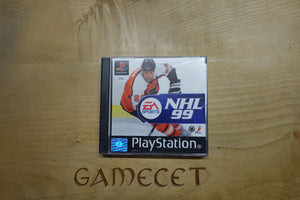 EA
SPORTS
NHL
99
PlayStation
GAMECET